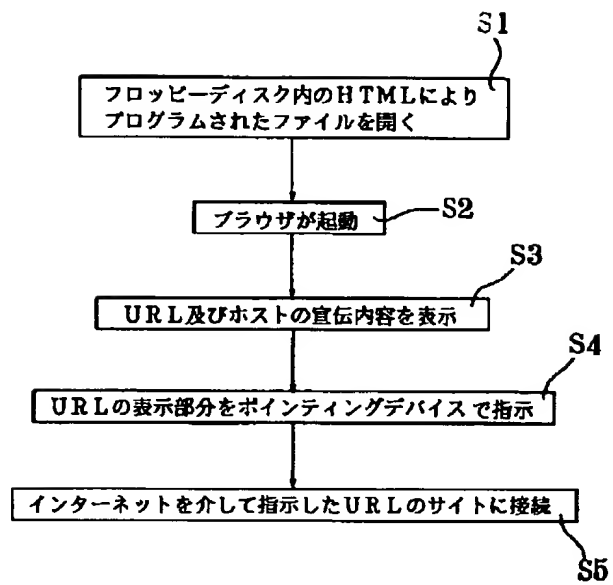 S1
フロッピーディスク内のHTMLにより
プログラムされたファイルを開く
ブラウザが起動
S2
S3
URL及びホストの宣伝内容を表示
S4
URLの表示部分をポインティングデバイスで指示
インターネットを介して指示したURLのサイトに接続
S5